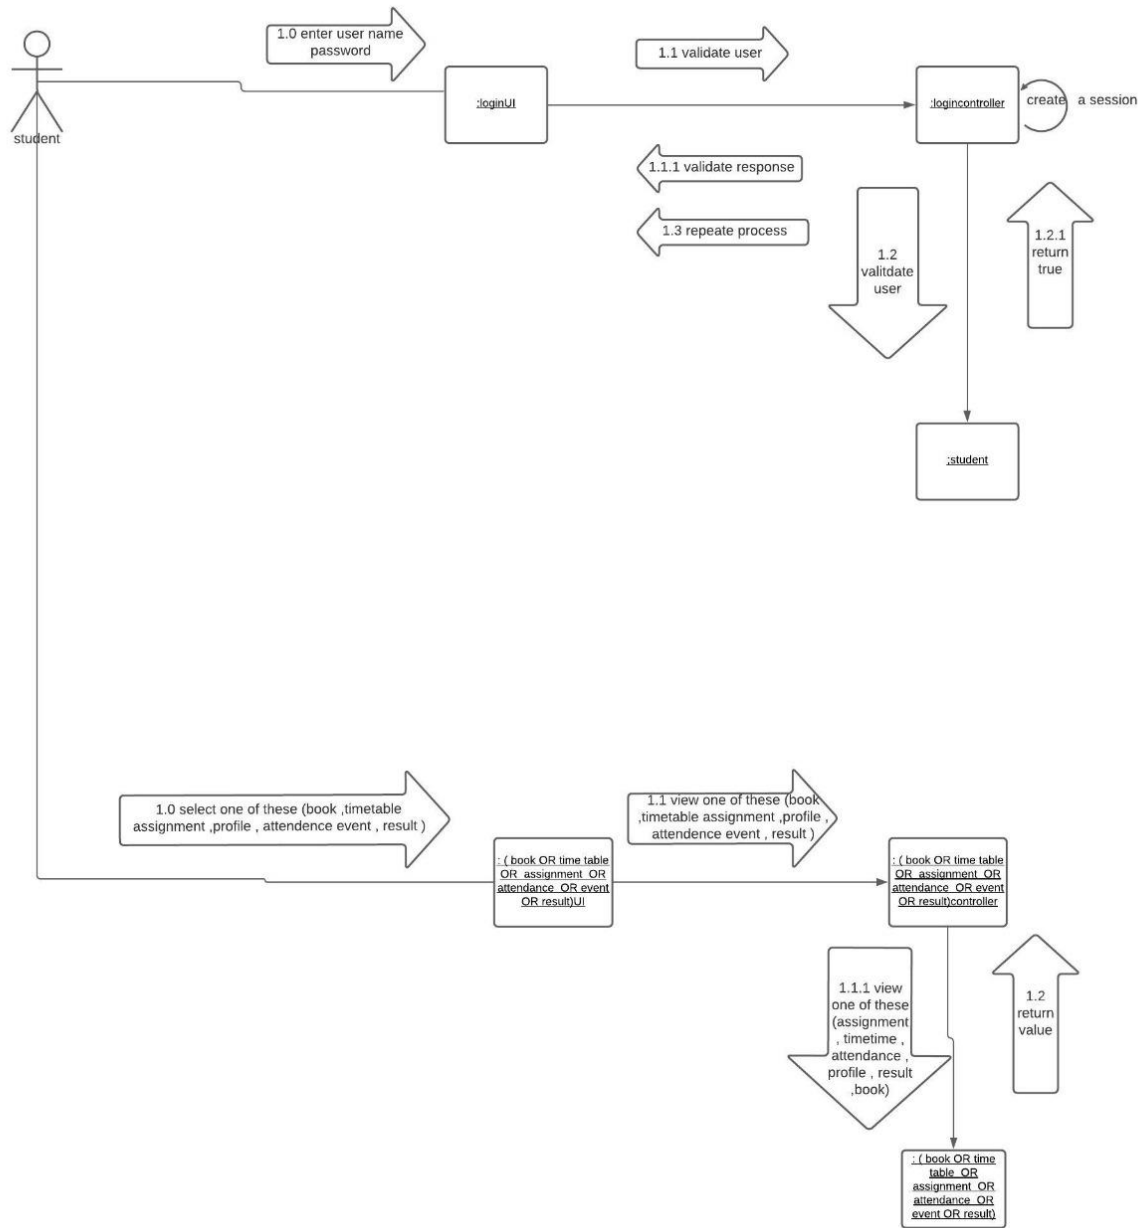 1.0 enter user name
password
1.1 validate user
student
:loginUI
:logincontroller
create a session
1.1.1 validate response
1.3 repeate process
1.2
valitdate
user
1.2.1
return
true
:student
1.0 select one of these (book ,timetable
assignment ,profile , attendence event , result )
1.1 view one of these (book
,timetable assignment ,profile ,
attendence event , result )
: ( book OR time table
OR assignment OR
attendance OR event
OR result)UI
: ( book OR time table
OR assignment OR
attendance OR event
OR result)controller
1.1.1 view
one of these
(assignment
, timetime ,
attendance ,
profile , result
,book)
1.2
return
value
: ( book OR time
table OR
assignment OR
attendance OR
event OR result)